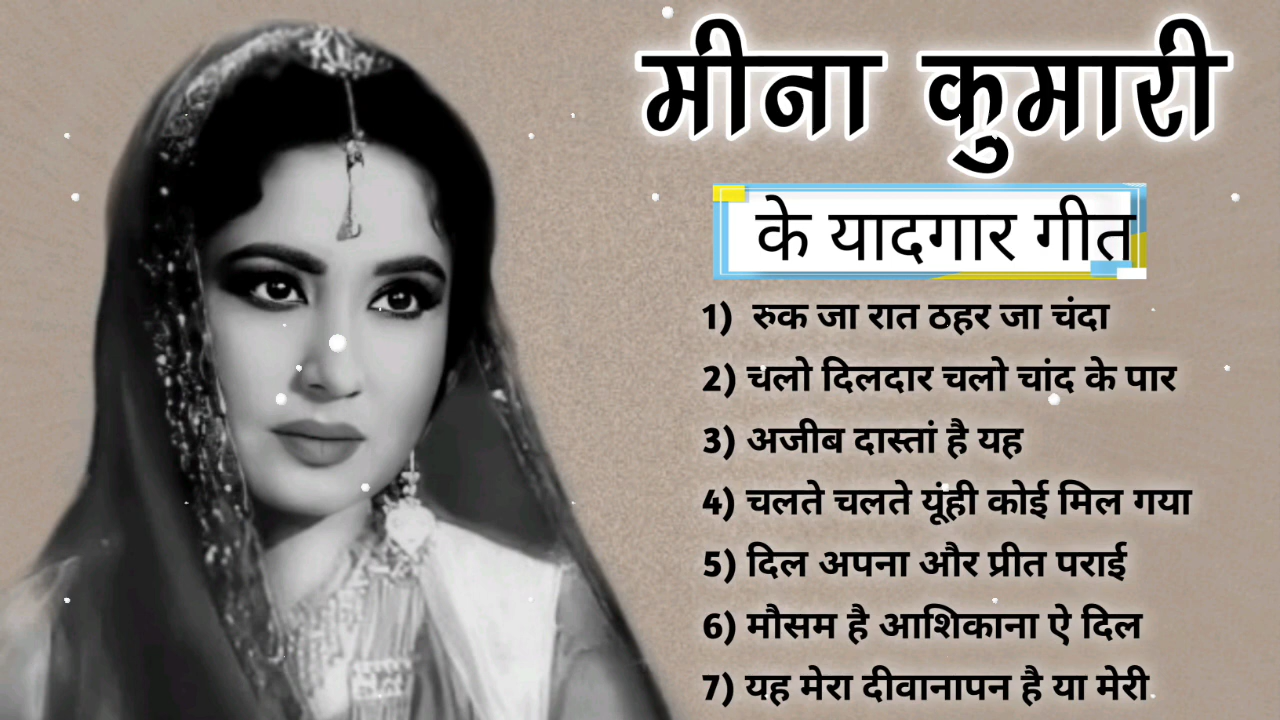 मीना कुमारी
के यादगार गीत
1) रुक जा रात ठहर जा चंदा
2) चलो दिलदार चलो चांद के पार
3) अजीब दास्तां है यह
4) चलते चलते यूंही कोई मिल गया
5) दिल अपना और प्रीत पराई
6) मौसम है आशिकाना ऐ दिल
7) यह मेरा दीवानापन है या मेरी